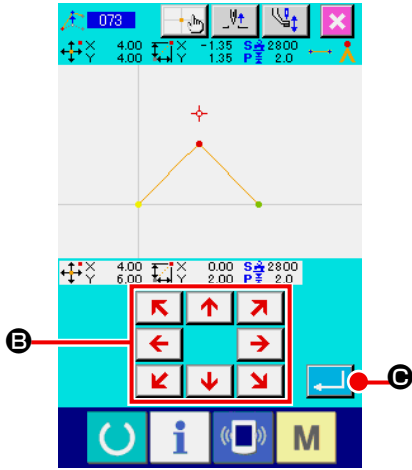 073
X 4.00 X -1.35 S 2800
Y 4.00 Y 1.35 P 2.0
X 4.00 X 0.00 S 2800
Y 6.00 Y 2.00 P 2.0
B
C
i M